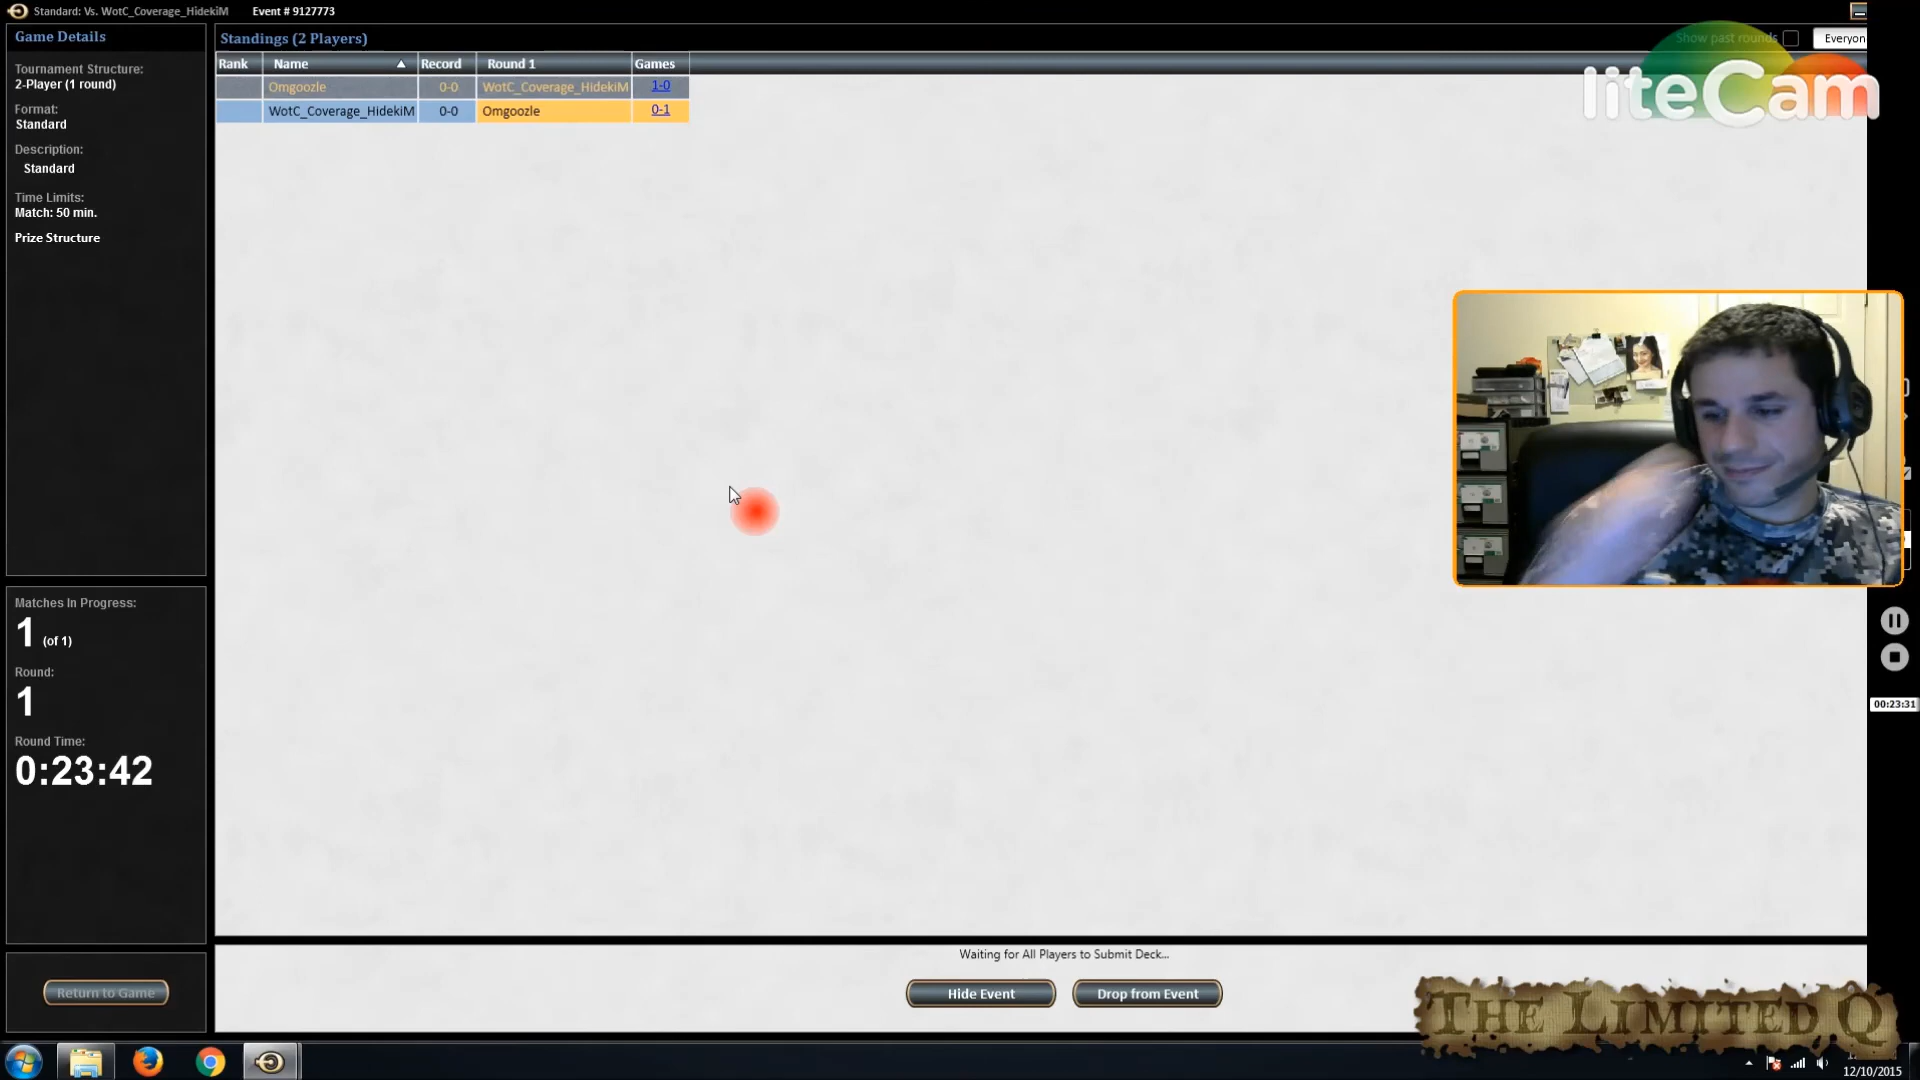 Standard: Vs. WotC_Coverage_HidekiM Event # 9127773
Game Details
Tournament Structure:
2-Player (1 round)
Format:
Standard
Description:
Standard
Time Limits:
Match: 50 min.
Prize Structure
Standings (2 Players)
Show past rounds
Everyon
Rank Name Record Round 1 Games
Omgoozle 0-0 WotC_Coverage_HidekiM 1-0
WotC_Coverage_HidekiM 0-0 Omgoozle 0-1
liteCam
Matches In Progress:
1 (of 1)
Round:
1
Round Time:
0:23:42
00:23:31
Waiting for All Players to Submit Deck...
Return to Game
Hide Event
Drop from Event
THE LIMITED Q
12/10/2015